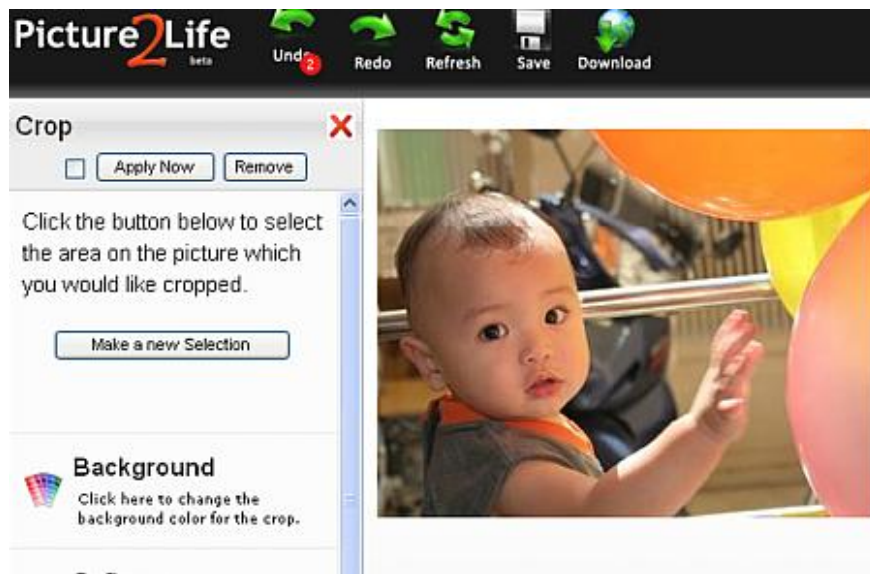 Picture2Life
beta
Undo
2
Redo
Refresh
Save
Download
Crop
Apply Now
Remove
Click the button below to select
the area on the picture which
you would like cropped.
Make a new Selection
Background
Click here to change the
background color for the crop.